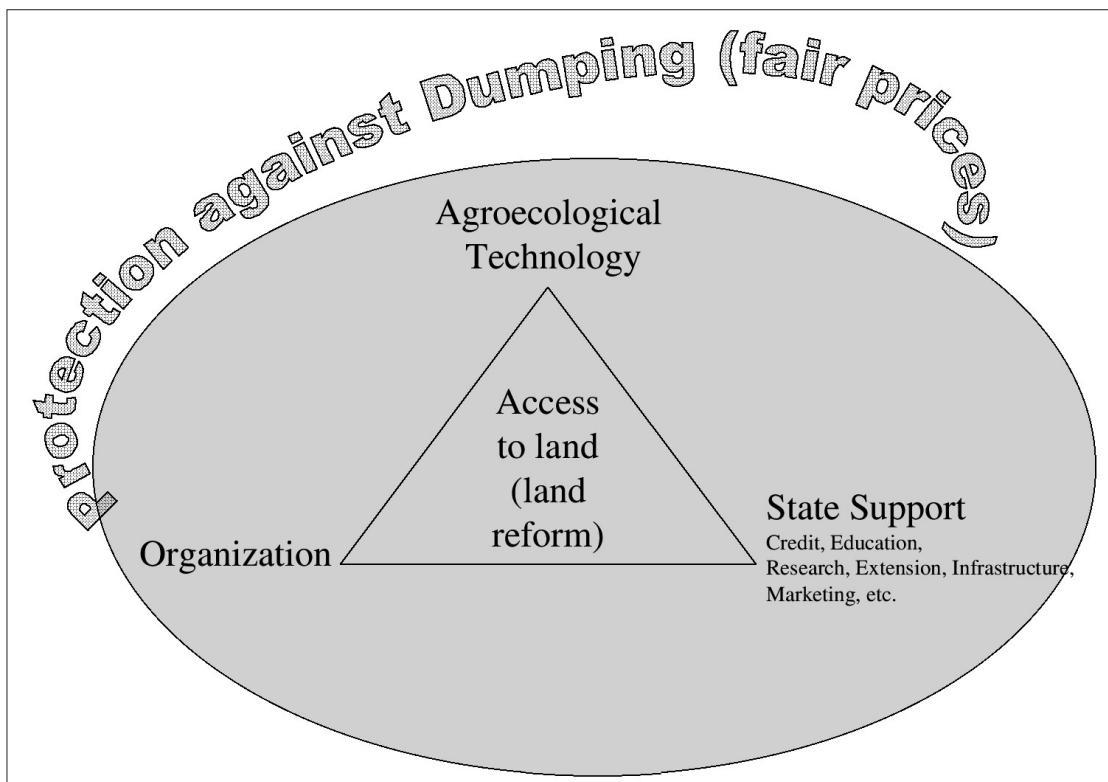 Protection against Dumping (fair prices)
Agroecological
Technology
Access
to land
(land
reform)
Organization
State Support
Credit, Education,
Research, Extension, Infrastructure,
Marketing, etc.